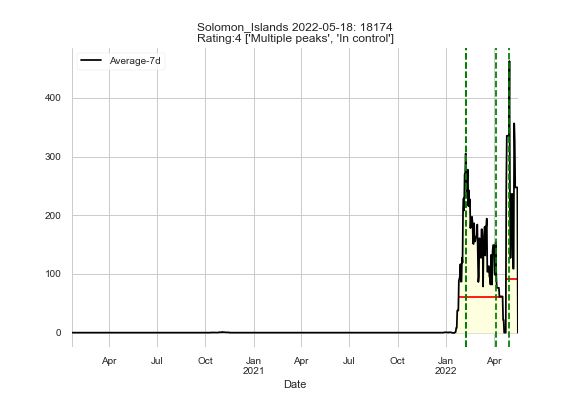 Solomon_Islands 2022-05-18: 18174
Rating:4 ['Multiple peaks', 'In control']
Average-7d
400
300
200
100
0
Apr
Jul
Oct
Jan
2021
Apr
Jul
Oct
Jan
2022
Apr
Date